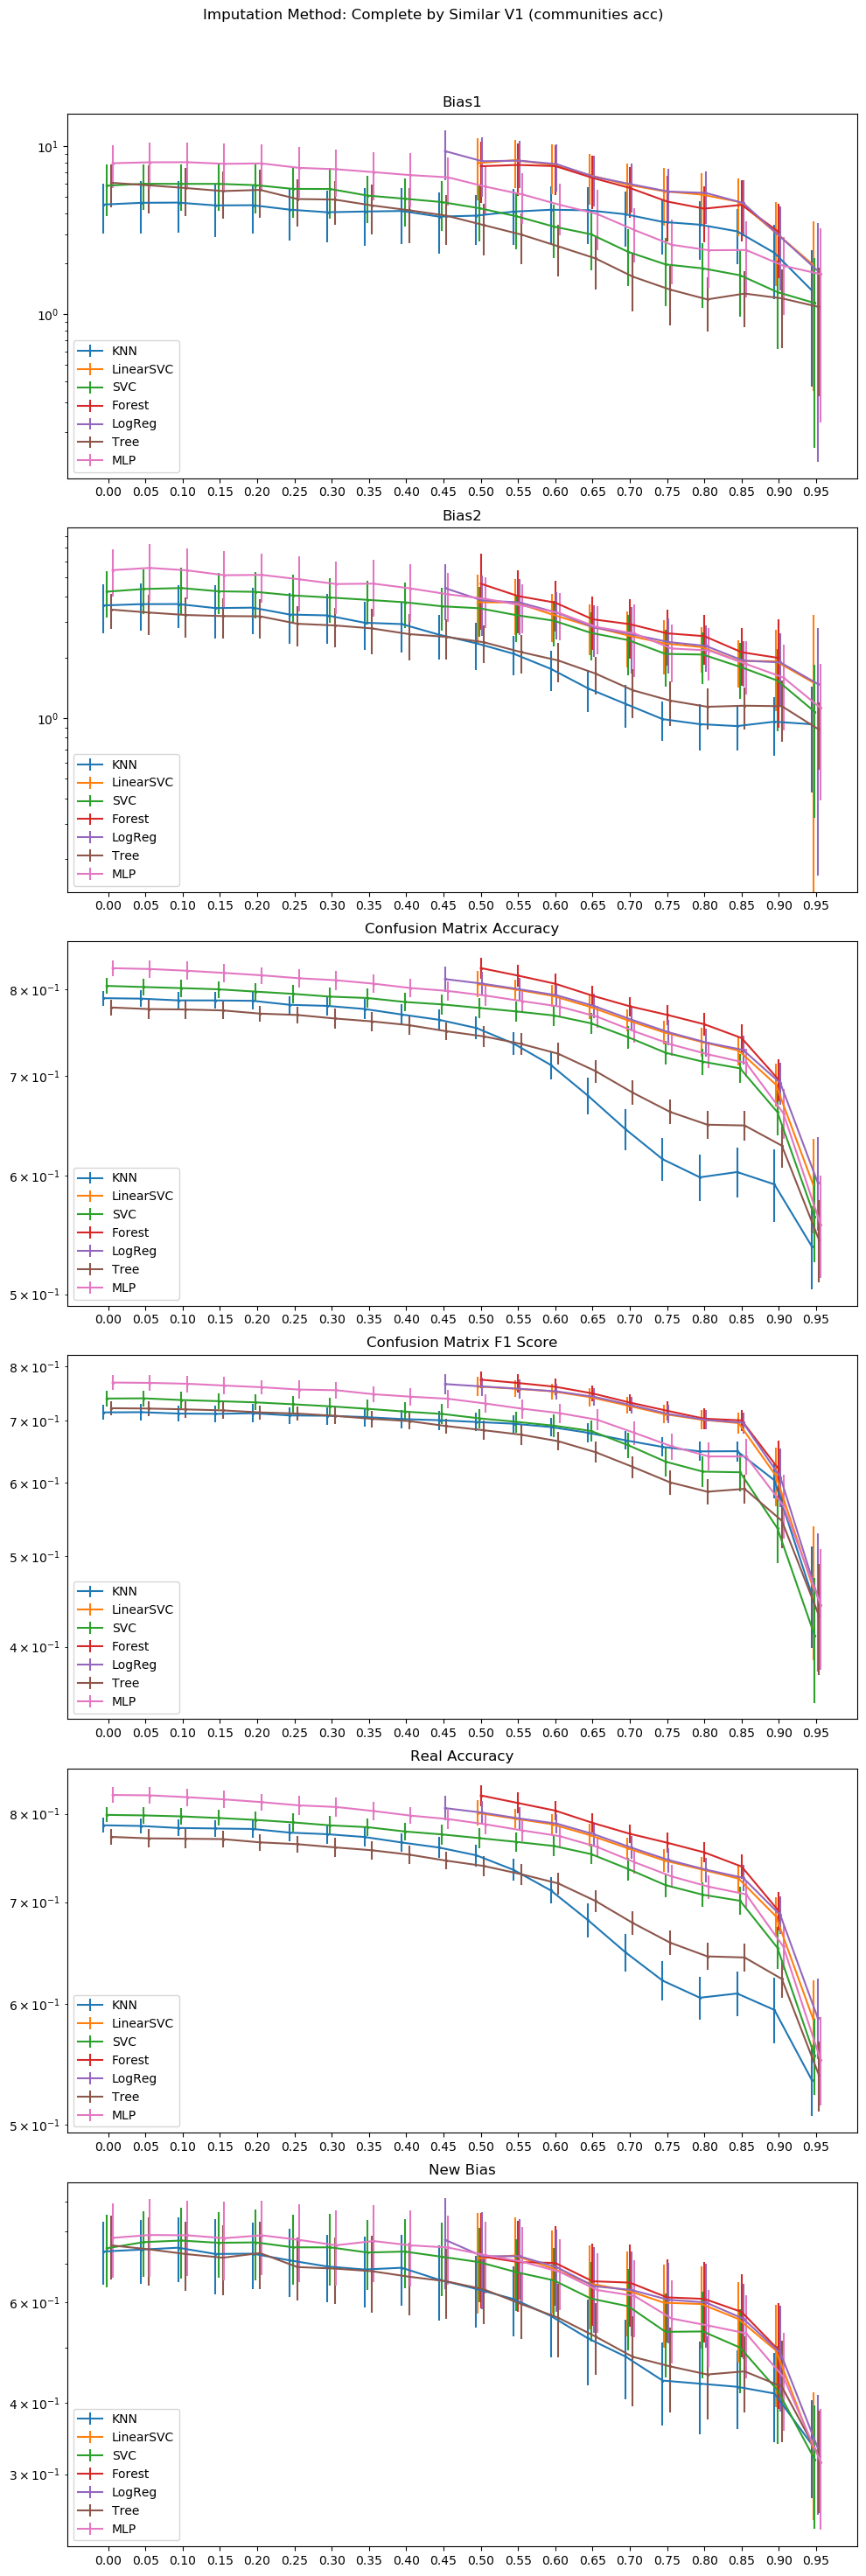 Imputation Method: Complete by Similar V1 (communities acc)
Bias1
10¹
10⁰
KNN
LinearSVC
SVC
Forest
LogReg
Tree
MLP
0.00 0.05 0.10 0.15 0.20 0.25 0.30 0.35 0.40 0.45 0.50 0.55 0.60 0.65 0.70 0.75 0.80 0.85 0.90 0.95
Bias2
10⁰
KNN
LinearSVC
SVC
Forest
LogReg
Tree
MLP
0.00 0.05 0.10 0.15 0.20 0.25 0.30 0.35 0.40 0.45 0.50 0.55 0.60 0.65 0.70 0.75 0.80 0.85 0.90 0.95
Confusion Matrix Accuracy
8 × 10⁻¹
7 × 10⁻¹
6 × 10⁻¹
5 × 10⁻¹
KNN
LinearSVC
SVC
Forest
LogReg
Tree
MLP
0.00 0.05 0.10 0.15 0.20 0.25 0.30 0.35 0.40 0.45 0.50 0.55 0.60 0.65 0.70 0.75 0.80 0.85 0.90 0.95
Confusion Matrix F1 Score
8 × 10⁻¹
7 × 10⁻¹
6 × 10⁻¹
5 × 10⁻¹
4 × 10⁻¹
KNN
LinearSVC
SVC
Forest
LogReg
Tree
MLP
0.00 0.05 0.10 0.15 0.20 0.25 0.30 0.35 0.40 0.45 0.50 0.55 0.60 0.65 0.70 0.75 0.80 0.85 0.90 0.95
Real Accuracy
8 × 10⁻¹
7 × 10⁻¹
6 × 10⁻¹
5 × 10⁻¹
KNN
LinearSVC
SVC
Forest
LogReg
Tree
MLP
0.00 0.05 0.10 0.15 0.20 0.25 0.30 0.35 0.40 0.45 0.50 0.55 0.60 0.65 0.70 0.75 0.80 0.85 0.90 0.95
New Bias
6 × 10⁻¹
4 × 10⁻¹
3 × 10⁻¹
KNN
LinearSVC
SVC
Forest
LogReg
Tree
MLP
0.00 0.05 0.10 0.15 0.20 0.25 0.30 0.35 0.40 0.45 0.50 0.55 0.60 0.65 0.70 0.75 0.80 0.85 0.90 0.95